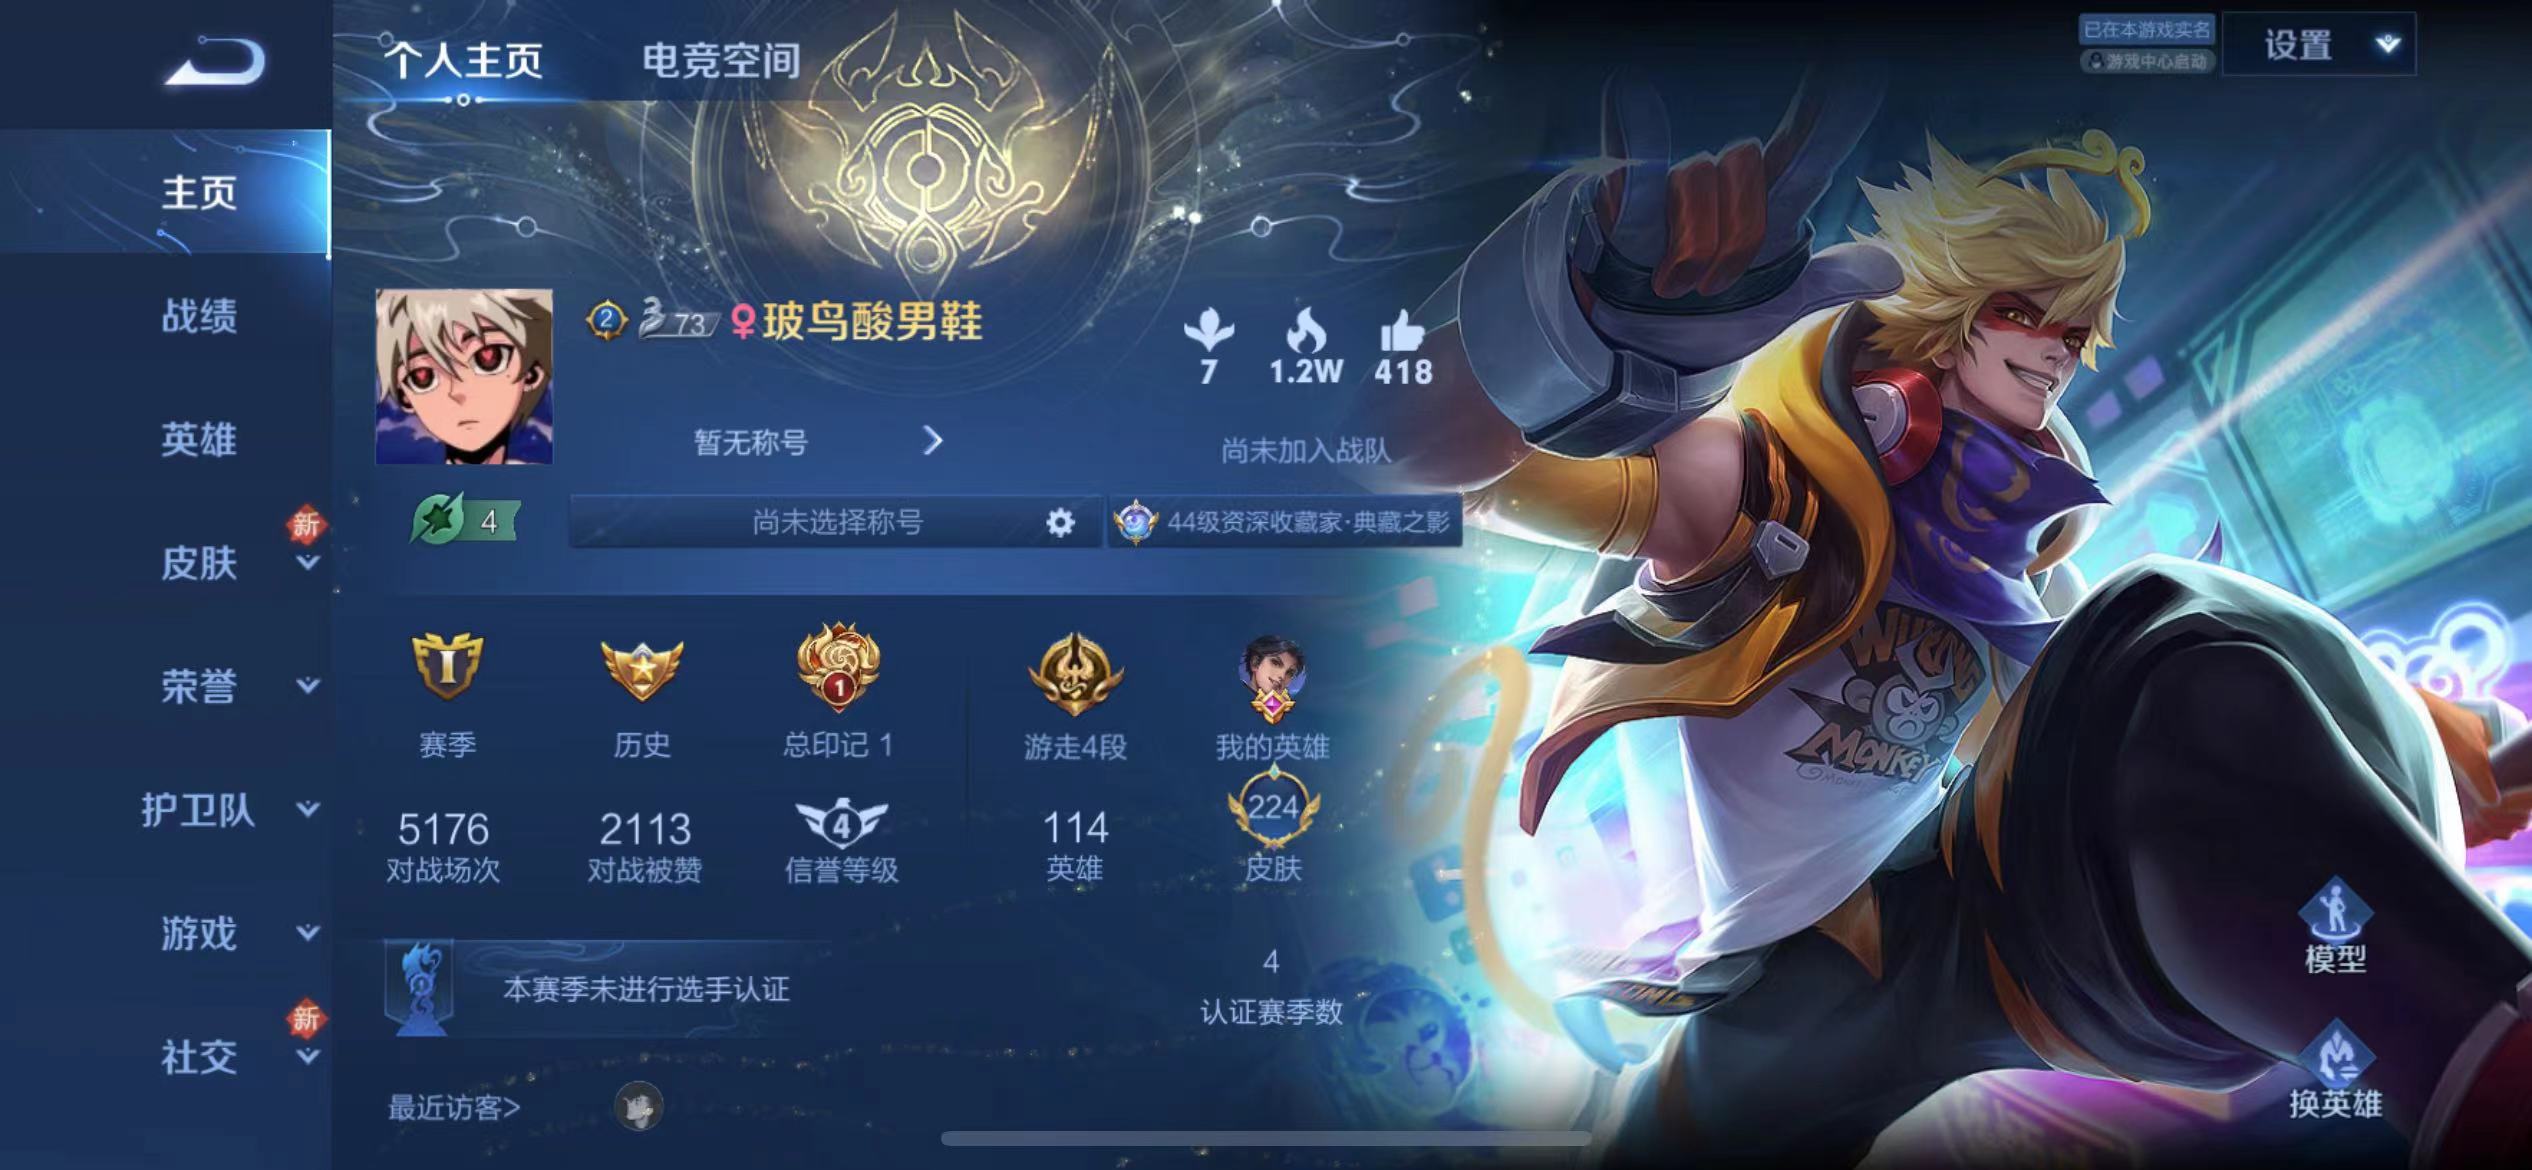 个人主页
电竞空间
已在本游戏实名
游戏中心启动
设置
主页
战绩
英雄
新
皮肤
荣誉
护卫队
游戏
新
社交
2
73
玻鸟酸男鞋
7
1.2W
418
暂无称号
尚未加入战队
4
尚未选择称号
44级资深收藏家·典藏之影
I
1
赛季
历史
总印记 1
游走4段
我的英雄
5176
2113
4
114
224
对战场次
对战被赞
信誉等级
英雄
皮肤
本赛季未进行选手认证
4
认证赛季数
最近访客>
WUKONG
MONKEY
模型
换英雄